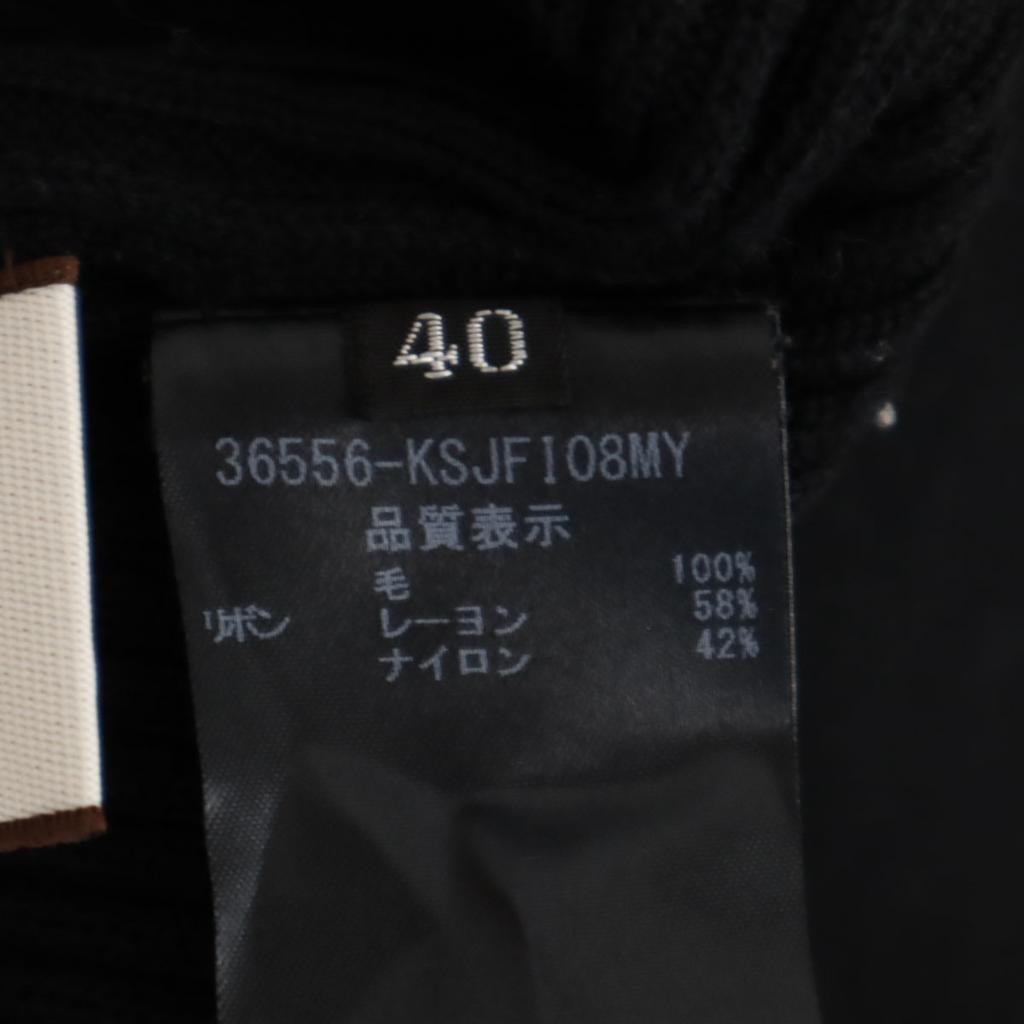 40
36556-KSJFI08MY
品質表示
毛 100%
リボン レーヨン 58%
ナイロン 42%